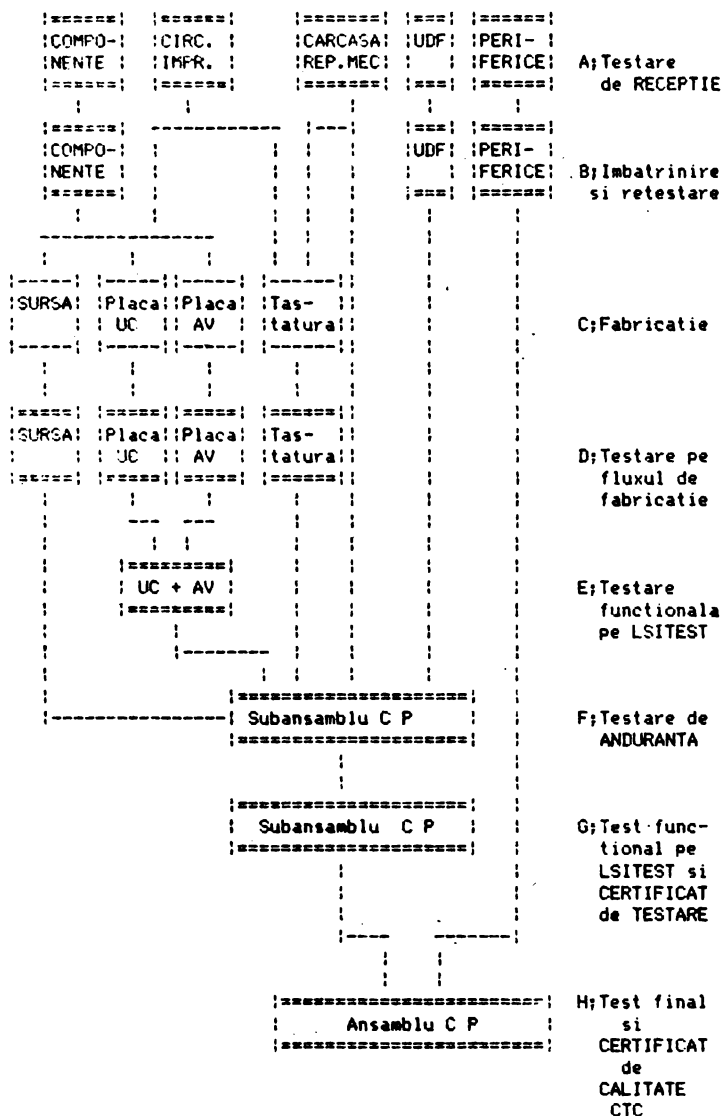 COMPO- CIRC. CARCASA UDF PERI- A;Testare
NENTE IMPR. REP.MEC FERICE de RECEPTIE
COMPO- UDF PERI- B;Imbatrinire
NENTE FERICE si retestare
SURSA Placa Placa Tas-
UC AV tatura C;Fabricatie
SURSA Placa Placa Tas-
UC AV tatura D;Testare pe
fluxul de
fabricatie
UC + AV E;Testare
functionala
pe LSITEST
Subansamblu C P F;Testare de
ANDURANTA
Subansamblu C P G;Test func-
tional pe
LSITEST si
CERTIFICAT
de TESTARE
Ansamblu C P H;Test final
si
CERTIFICAT
de
CALITATE
CTC